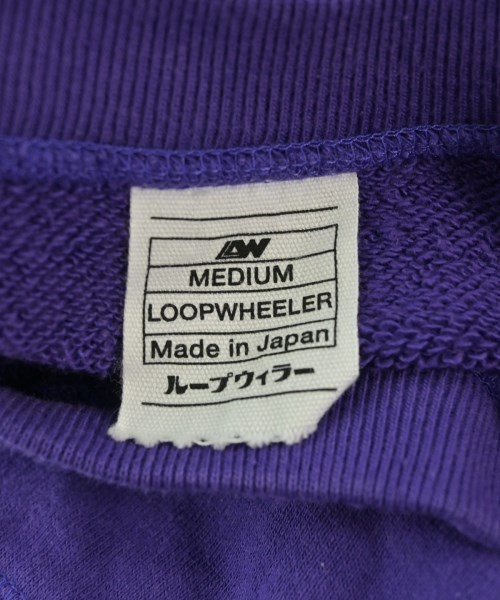 LW
MEDIUM
LOOPWHEELER
Made in Japan
ループウィラー